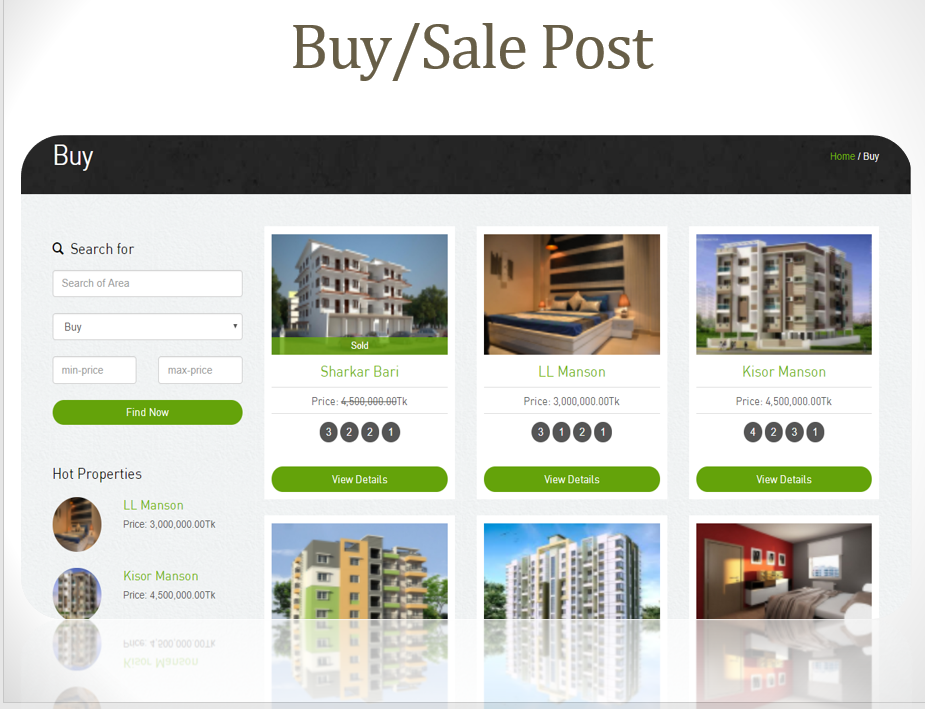 Buy/Sale Post
Buy
Home / Buy
Search for
Search of Area
Buy
min-price
max-price
Find Now
Hot Properties
LL Manson
Price: 3,000,000.00Tk
Kisor Manson
Price: 4,500,000.00Tk
Sold
Sharkar Bari
Price: 4,500,000.00Tk
3 2 2 1
View Details
LL Manson
Price: 3,000,000.00Tk
3 1 2 1
View Details
Kisor Manson
Price: 4,500,000.00Tk
4 2 3 1
View Details